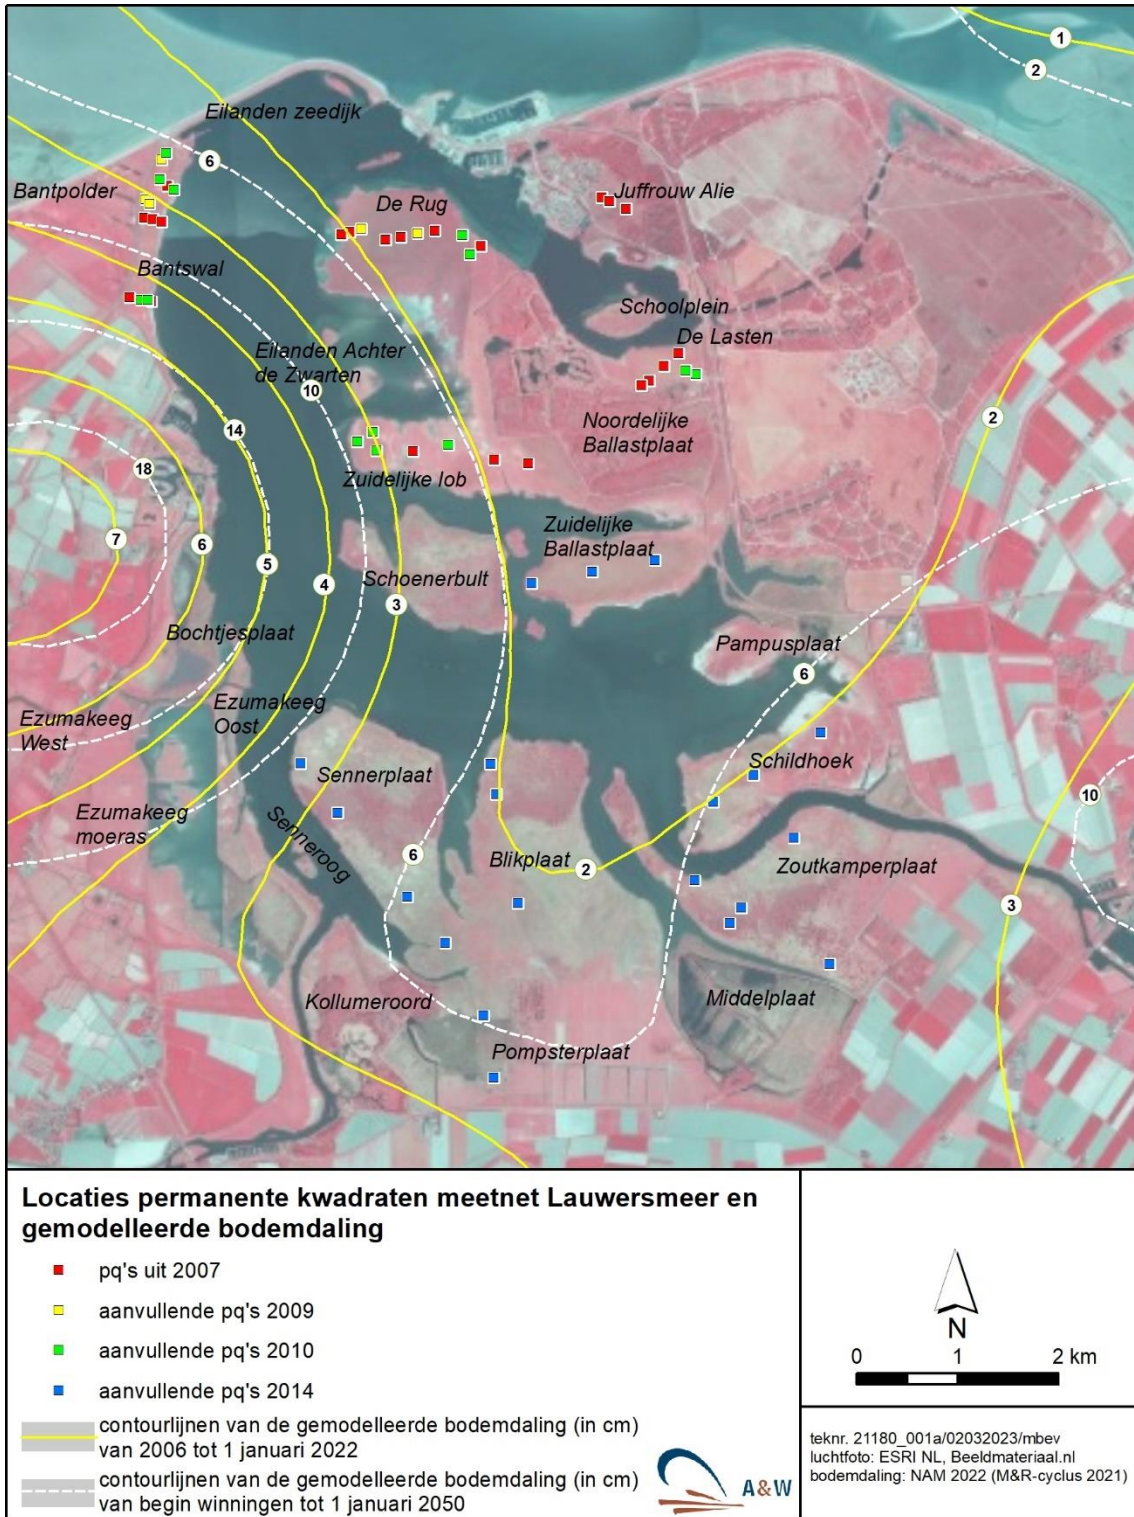 1
2
Eilanden zeedijk
6
Bantpolder
De Rug
Juffrouw Alie
Bantswal
Schoolplein
De Lasten
Eilanden Achter
de Zwarten
10
2
14
Noordelijke
Ballastplaat
18
Zuidelijke lob
7
6
5
4
3
Zuidelijke
Ballastplaat
Schoenerbult
Bochtjesplaat
Pampusplaat
6
Ezumakeeg
West
Ezumakeeg
Oost
Sennerplaat
Schildhoek
10
Ezumakeeg
moeras
Senneroog
6
Blikplaat
2
Zoutkamperplaat
3
Kollumeroord
Middelplaat
Pompsterplaat
Locaties permanente kwadraten meetnet Lauwersmeer en
gemodelleerde bodemdaling
pq's uit 2007
aanvullende pq's 2009
aanvullende pq's 2010
aanvullende pq's 2014
contourlijnen van de gemodelleerde bodemdaling (in cm)
van 2006 tot 1 januari 2022
contourlijnen van de gemodelleerde bodemdaling (in cm)
van begin winningen tot 1 januari 2050
A&W
N
0 1 2 km
teknr. 21180_001a/02032023/mbev
luchtfoto: ESRI NL, Beeldmateriaal.nl
bodemdaling: NAM 2022 (M&R-cyclus 2021)